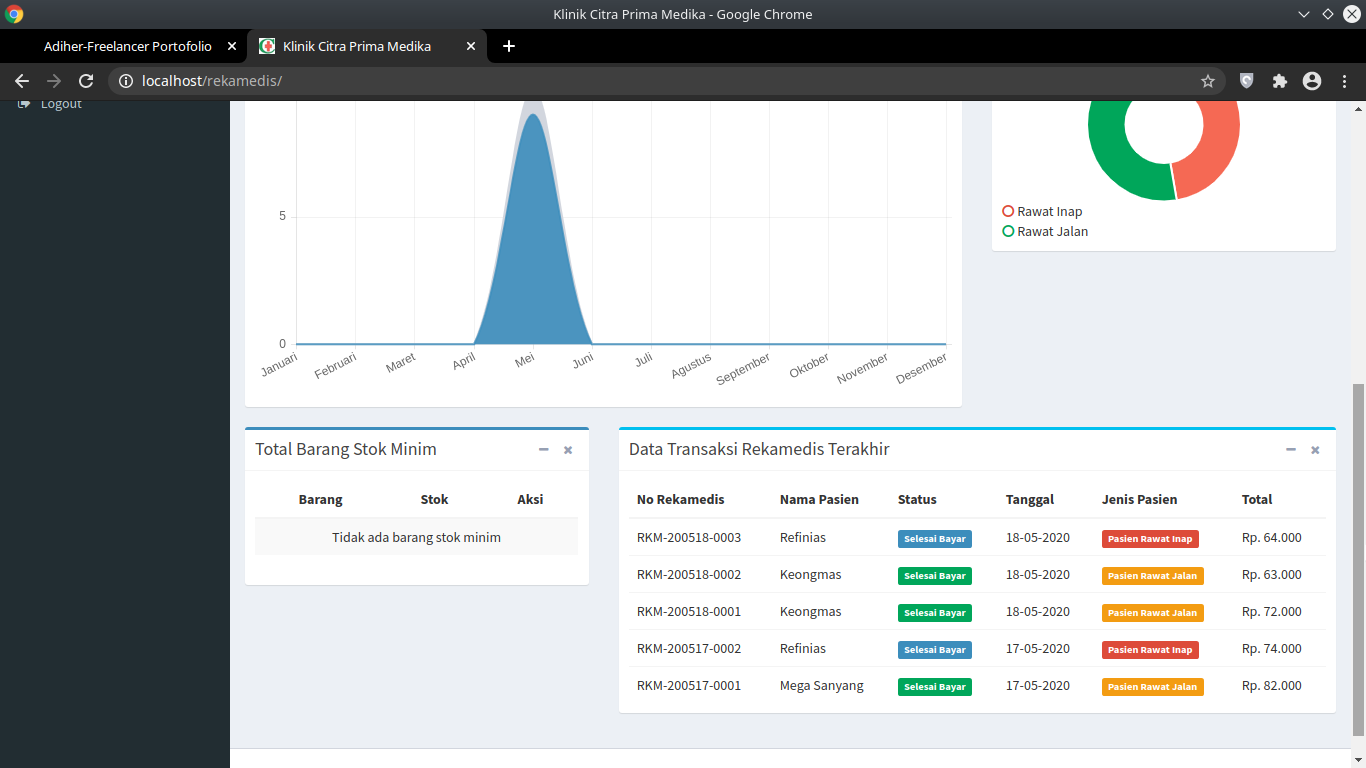 Klinik Citra Prima Medika - Google Chrome
Adiher-Freelancer Portofolio
Klinik Citra Prima Medika
localhost/rekamedis/
Logout
5
0
Januari
Februari
Maret
April
Mei
Juni
Juli
Agustus
September
Oktober
November
Desember
Rawat Inap
Rawat Jalan
Total Barang Stok Minim
Barang Stok Aksi
Tidak ada barang stok minim
Data Transaksi Rekamedis Terakhir
No Rekamedis Nama Pasien Status Tanggal Jenis Pasien Total
RKM-200518-0003 Refinias Selesai Bayar 18-05-2020 Pasien Rawat Inap Rp. 64.000
RKM-200518-0002 Keongmas Selesai Bayar 18-05-2020 Pasien Rawat Jalan Rp. 63.000
RKM-200518-0001 Keongmas Selesai Bayar 18-05-2020 Pasien Rawat Jalan Rp. 72.000
RKM-200517-0002 Refinias Selesai Bayar 17-05-2020 Pasien Rawat Inap Rp. 74.000
RKM-200517-0001 Mega Sanyang Selesai Bayar 17-05-2020 Pasien Rawat Jalan Rp. 82.000